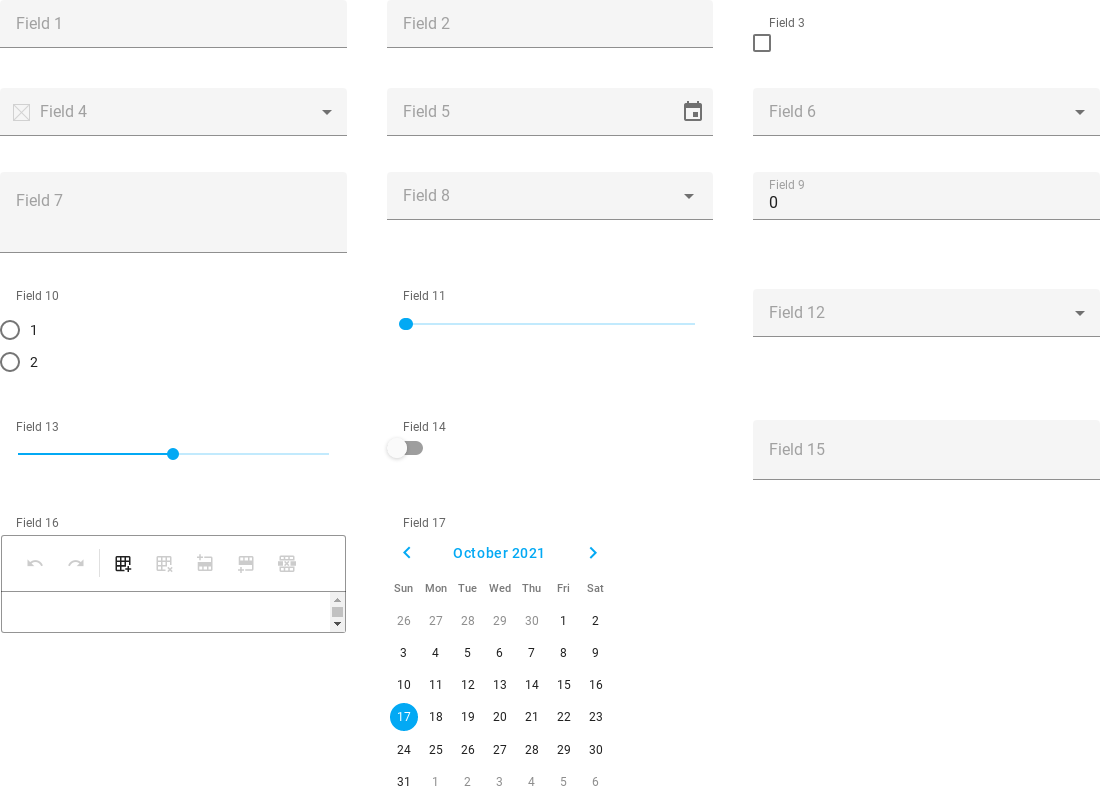 Field 1
Field 2
Field 3
Field 4
Field 5
Field 6
Field 7
Field 8
Field 9
0
Field 10
1
2
Field 11
Field 12
Field 13
Field 14
Field 15
Field 16
Field 17
October 2021
Sun Mon Tue Wed Thu Fri Sat
26 27 28 29 30 1 2
3 4 5 6 7 8 9
10 11 12 13 14 15 16
17 18 19 20 21 22 23
24 25 26 27 28 29 30
31 1 2 3 4 5 6